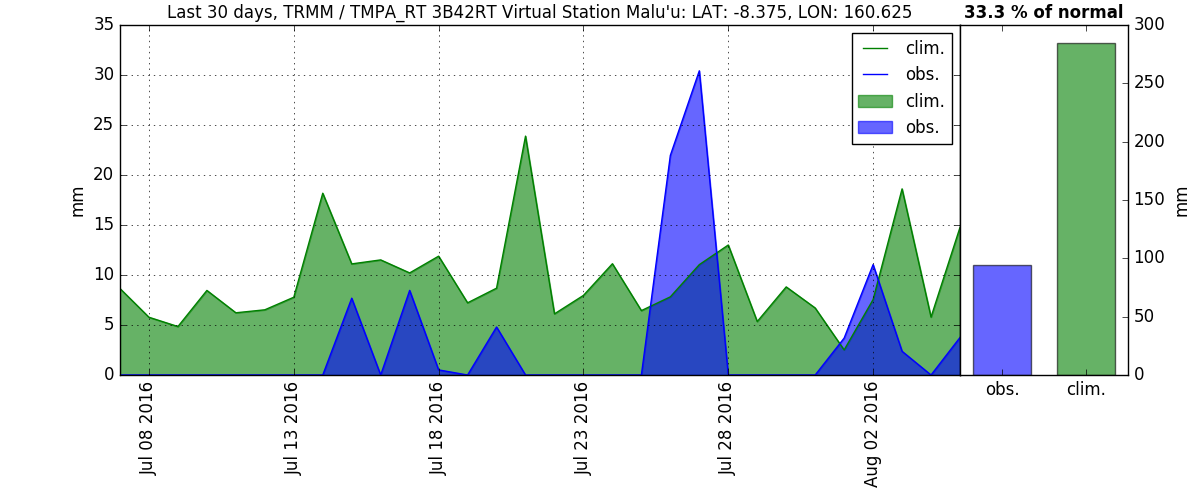 Last 30 days, TRMM / TMPA_RT 3B42RT Virtual Station Malu'u: LAT: -8.375, LON: 160.625
33.3 % of normal
35
30
25
20
15
10
5
0
mm
clim.
obs.
clim.
obs.
Jul 08 2016
Jul 13 2016
Jul 18 2016
Jul 23 2016
Jul 28 2016
Aug 02 2016
300
250
200
150
100
50
0
mm
obs.
clim.